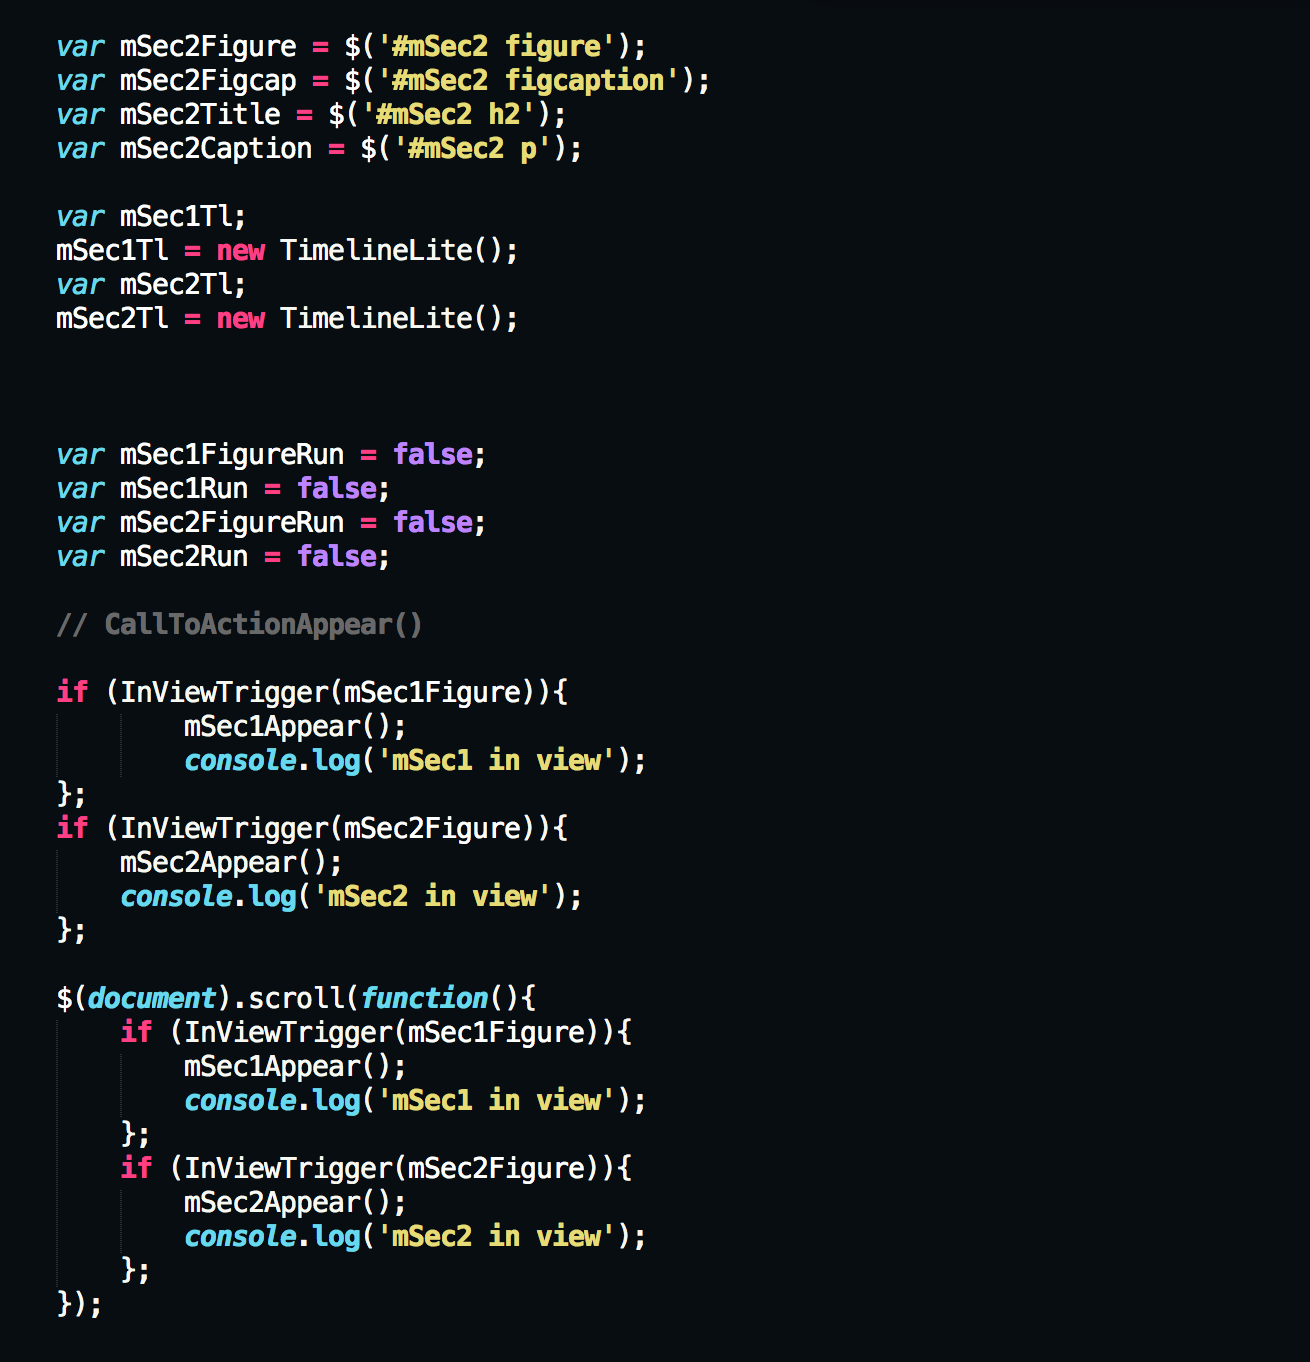 var mSec2Figure = $('#mSec2 figure');
var mSec2Figcap = $('#mSec2 figcaption');
var mSec2Title = $('#mSec2 h2');
var mSec2Caption = $('#mSec2 p');

var mSec1Tl;
mSec1Tl = new TimelineLite();
var mSec2Tl;
mSec2Tl = new TimelineLite();

var mSec1FigureRun = false;
var mSec1Run = false;
var mSec2FigureRun = false;
var mSec2Run = false;

// CallToActionAppear()

if (InViewTrigger(mSec1Figure)){
        mSec1Appear();
        console.log('mSec1 in view');
};
if (InViewTrigger(mSec2Figure)){
    mSec2Appear();
    console.log('mSec2 in view');
};

$(document).scroll(function(){
    if (InViewTrigger(mSec1Figure)){
        mSec1Appear();
        console.log('mSec1 in view');
    };
    if (InViewTrigger(mSec2Figure)){
        mSec2Appear();
        console.log('mSec2 in view');
    };
});